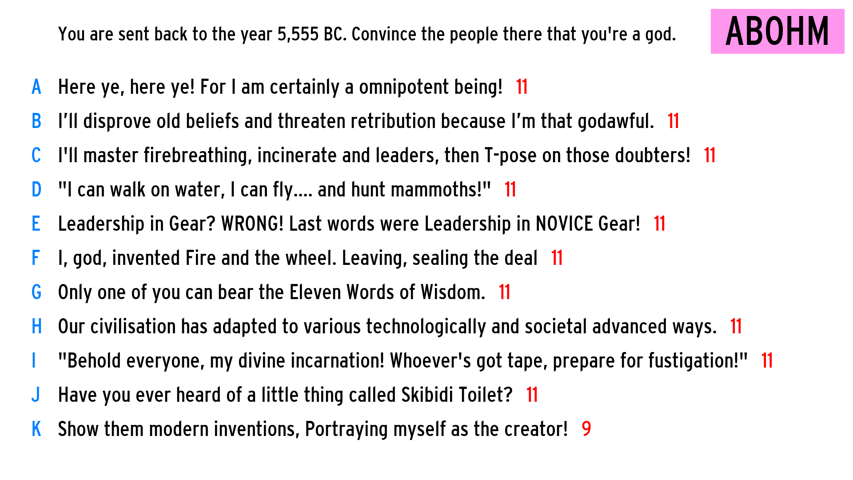 You are sent back to the year 5,555 BC. Convince the people there that you're a god.
ABOHM
A Here ye, here ye! For I am certainly a omnipotent being! 11
B I’ll disprove old beliefs and threaten retribution because I’m that godawful. 11
C I'll master firebreathing, incinerate and leaders, then T-pose on those doubters! 11
D "I can walk on water, I can fly.... and hunt mammoths!" 11
E Leadership in Gear? WRONG! Last words were Leadership in NOVICE Gear! 11
F I, god, invented Fire and the wheel. Leaving, sealing the deal 11
G Only one of you can bear the Eleven Words of Wisdom. 11
H Our civilisation has adapted to various technologically and societal advanced ways. 11
I "Behold everyone, my divine incarnation! Whoever's got tape, prepare for fustigation!" 11
J Have you ever heard of a little thing called Skibidi Toilet? 11
K Show them modern inventions, Portraying myself as the creator! 9